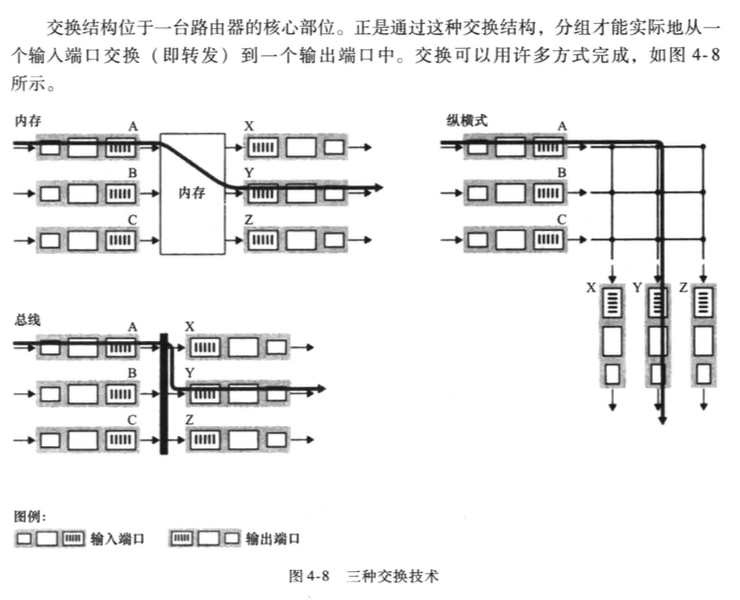 交换结构位于一台路由器的核心部位。正是通过这种交换结构，分组才能实际地从一
个输入端口交换（即转发）到一个输出端口中。交换可以用许多方式完成，如图 4-8
所示。
内存
A
X
B
内存
Y
C
Z
纵横式
A
B
C
X
Y
Z
总线
A
X
B
Y
C
Z
图例：
输入端口
输出端口
图 4-8 三种交换技术